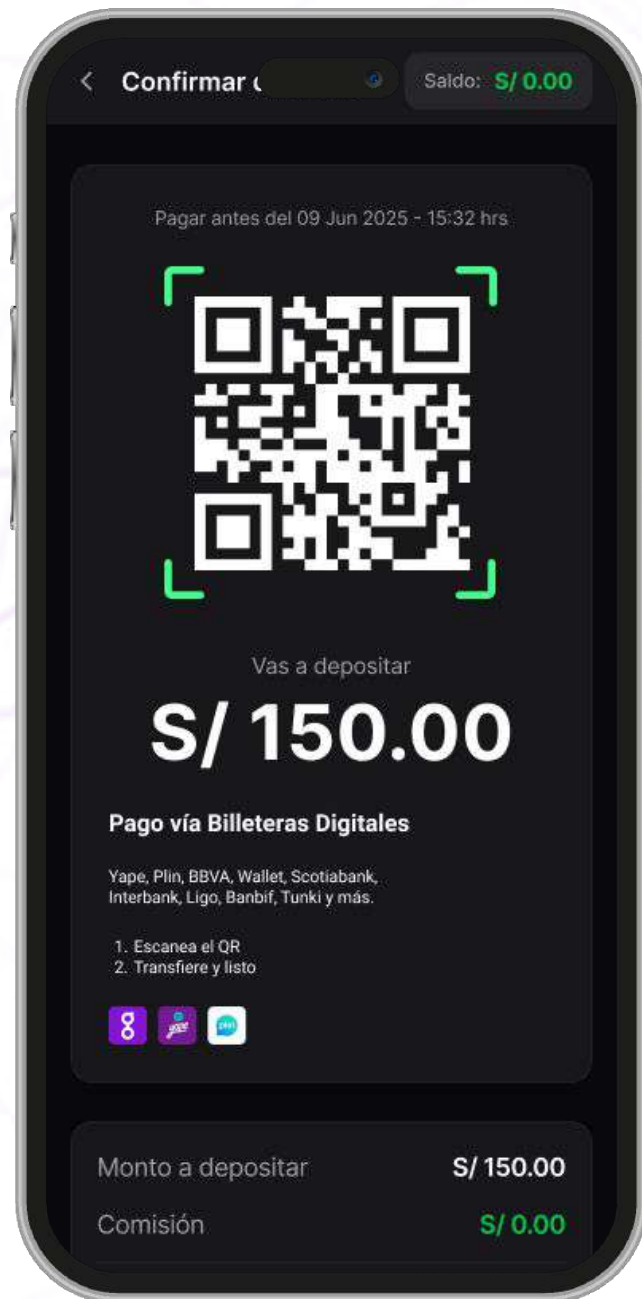 Confirmar
Saldo: S/ 0.00
Pagar antes del 09 Jun 2025 - 15:32 hrs
Vas a depositar
S/ 150.00
Pago vía Billeteras Digitales
Yape, Plin, BBVA, Wallet, Scotiabank,
Interbank, Ligo, Banbif, Tunki y más.
1. Escanea el QR
2. Transfiere y listo
yape
plin
Monto a depositar S/ 150.00
Comisión S/ 0.00